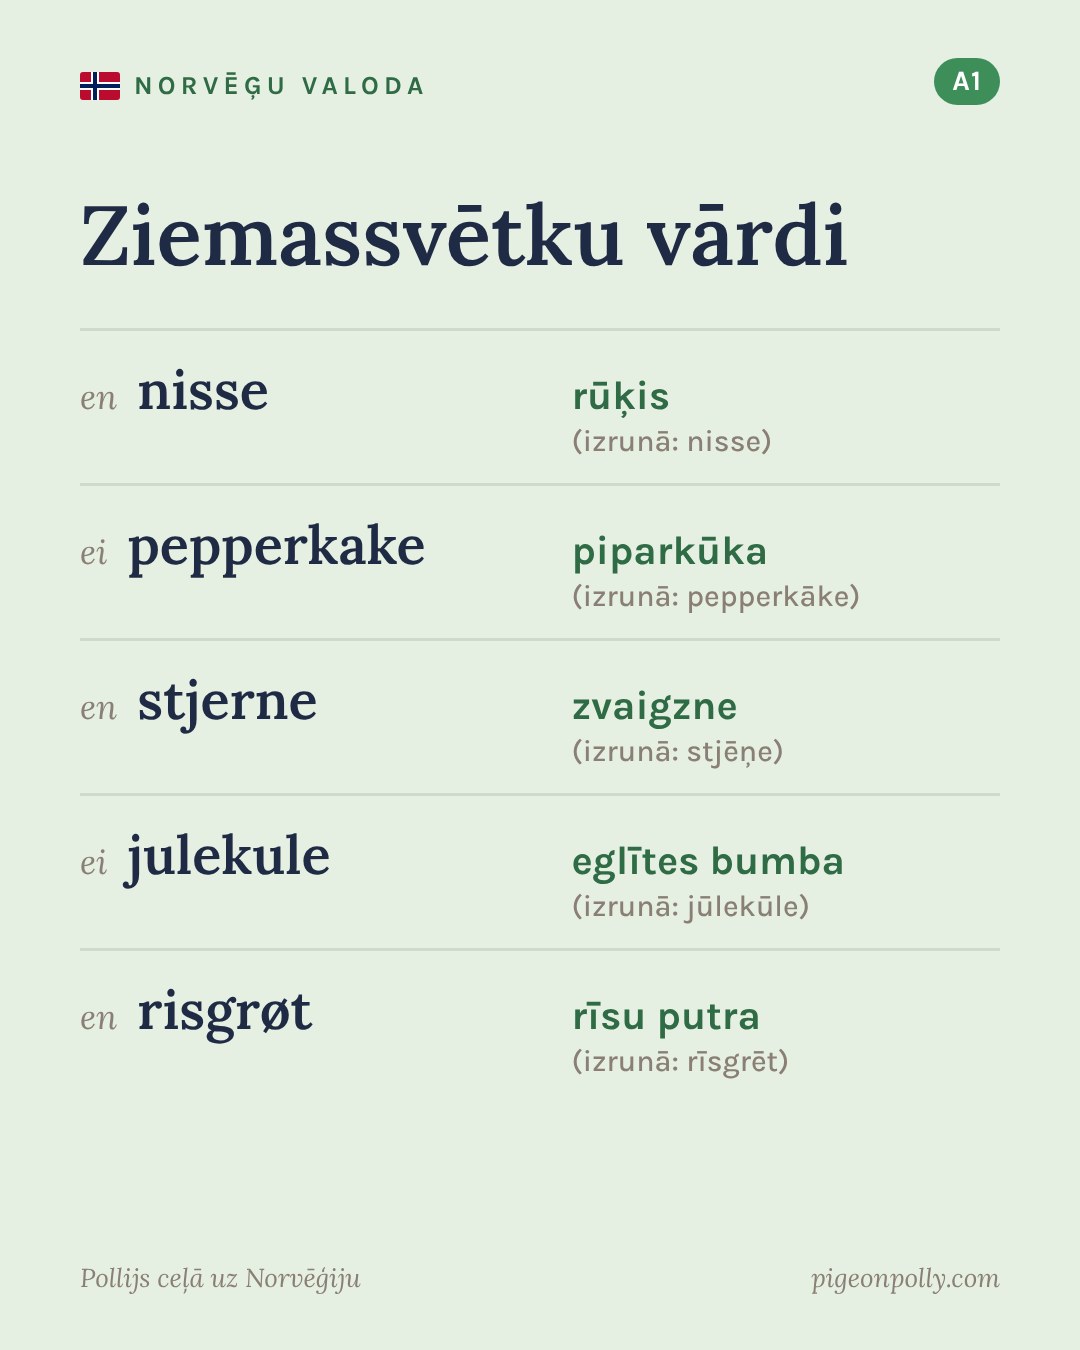 NORVĒĢU VALODA
A1
Ziemassvētku vārdi
en nisse
rūķis
(izrunā: nisse)
ei pepperkake
piparkūka
(izrunā: pepperkāke)
en stjerne
zvaigzne
(izrunā: stjēņe)
ei julekule
eglītes bumba
(izrunā: jūlekūle)
en risgrøt
rīsu putra
(izrunā: rīsgrēt)
Pollijs ceļā uz Norvēģiju
pigeonpolly.com